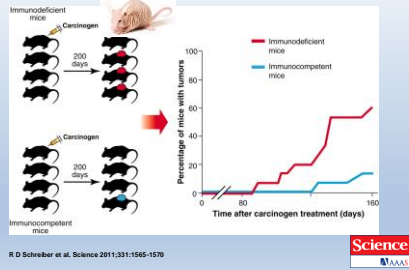 Immunodeficient
mice
Carcinogen
200
days
Carcinogen
200
days
Immunocompetent
mice
Immunodeficient
mice
Immunocompetent
mice
Percentage of mice with tumors
100
80
60
40
20
0
0
80
160
Time after carcinogen treatment (days)
R D Schreiber et al. Science 2011;331:1565-1570
Science
AAAS